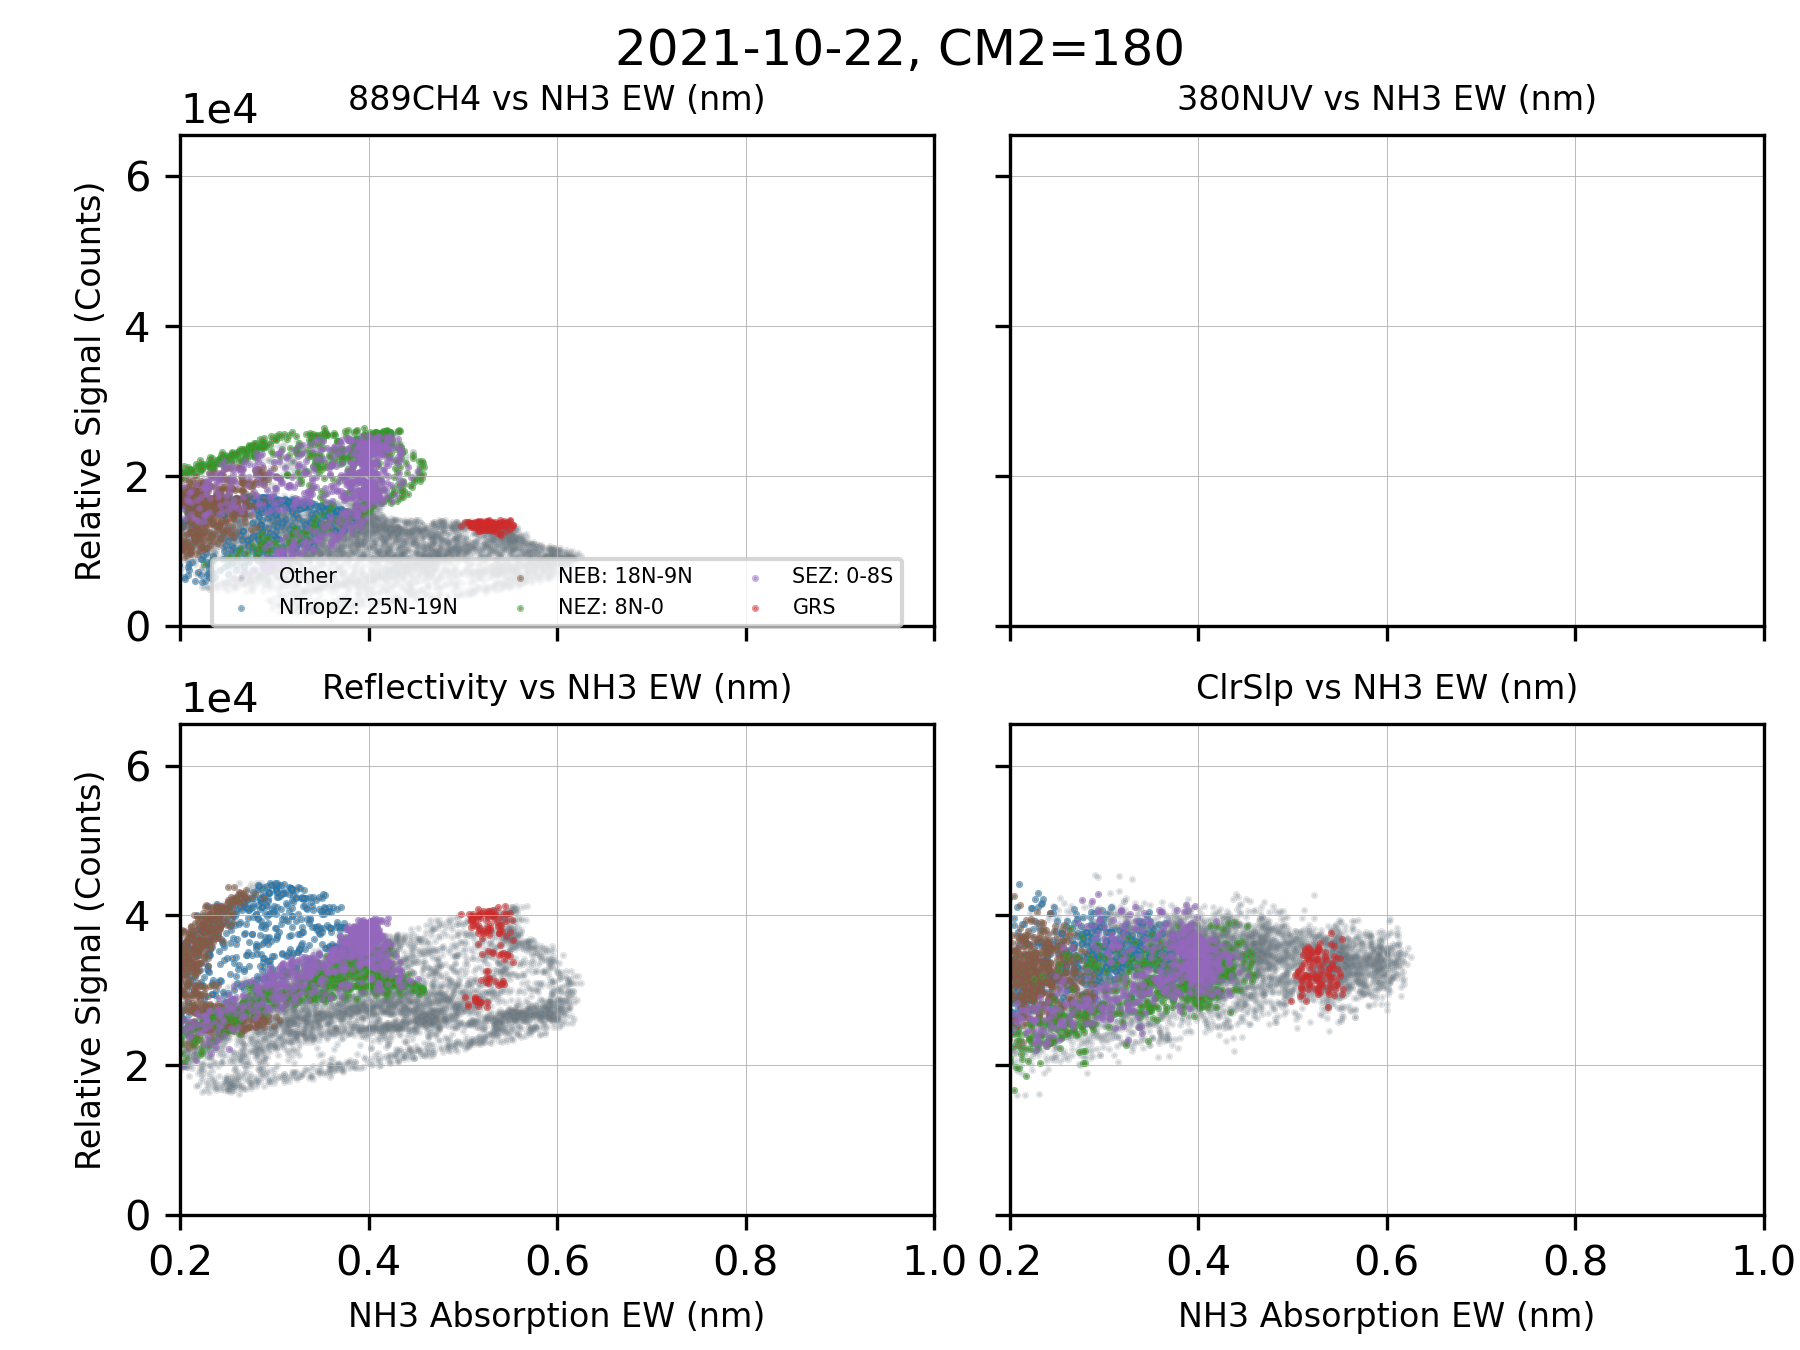 2021-10-22, CM2=180
889CH4 vs NH3 EW (nm)
380NUV vs NH3 EW (nm)
1e4
Relative Signal (Counts)
6
4
2
0
Other
NTropZ: 25N-19N
NEB: 18N-9N
NEZ: 8N-0
SEZ: 0-8S
GRS
Reflectivity vs NH3 EW (nm)
ClrSlp vs NH3 EW (nm)
1e4
Relative Signal (Counts)
6
4
2
0
0.2 0.4 0.6 0.8 1.0
0.2 0.4 0.6 0.8 1.0
NH3 Absorption EW (nm)
NH3 Absorption EW (nm)